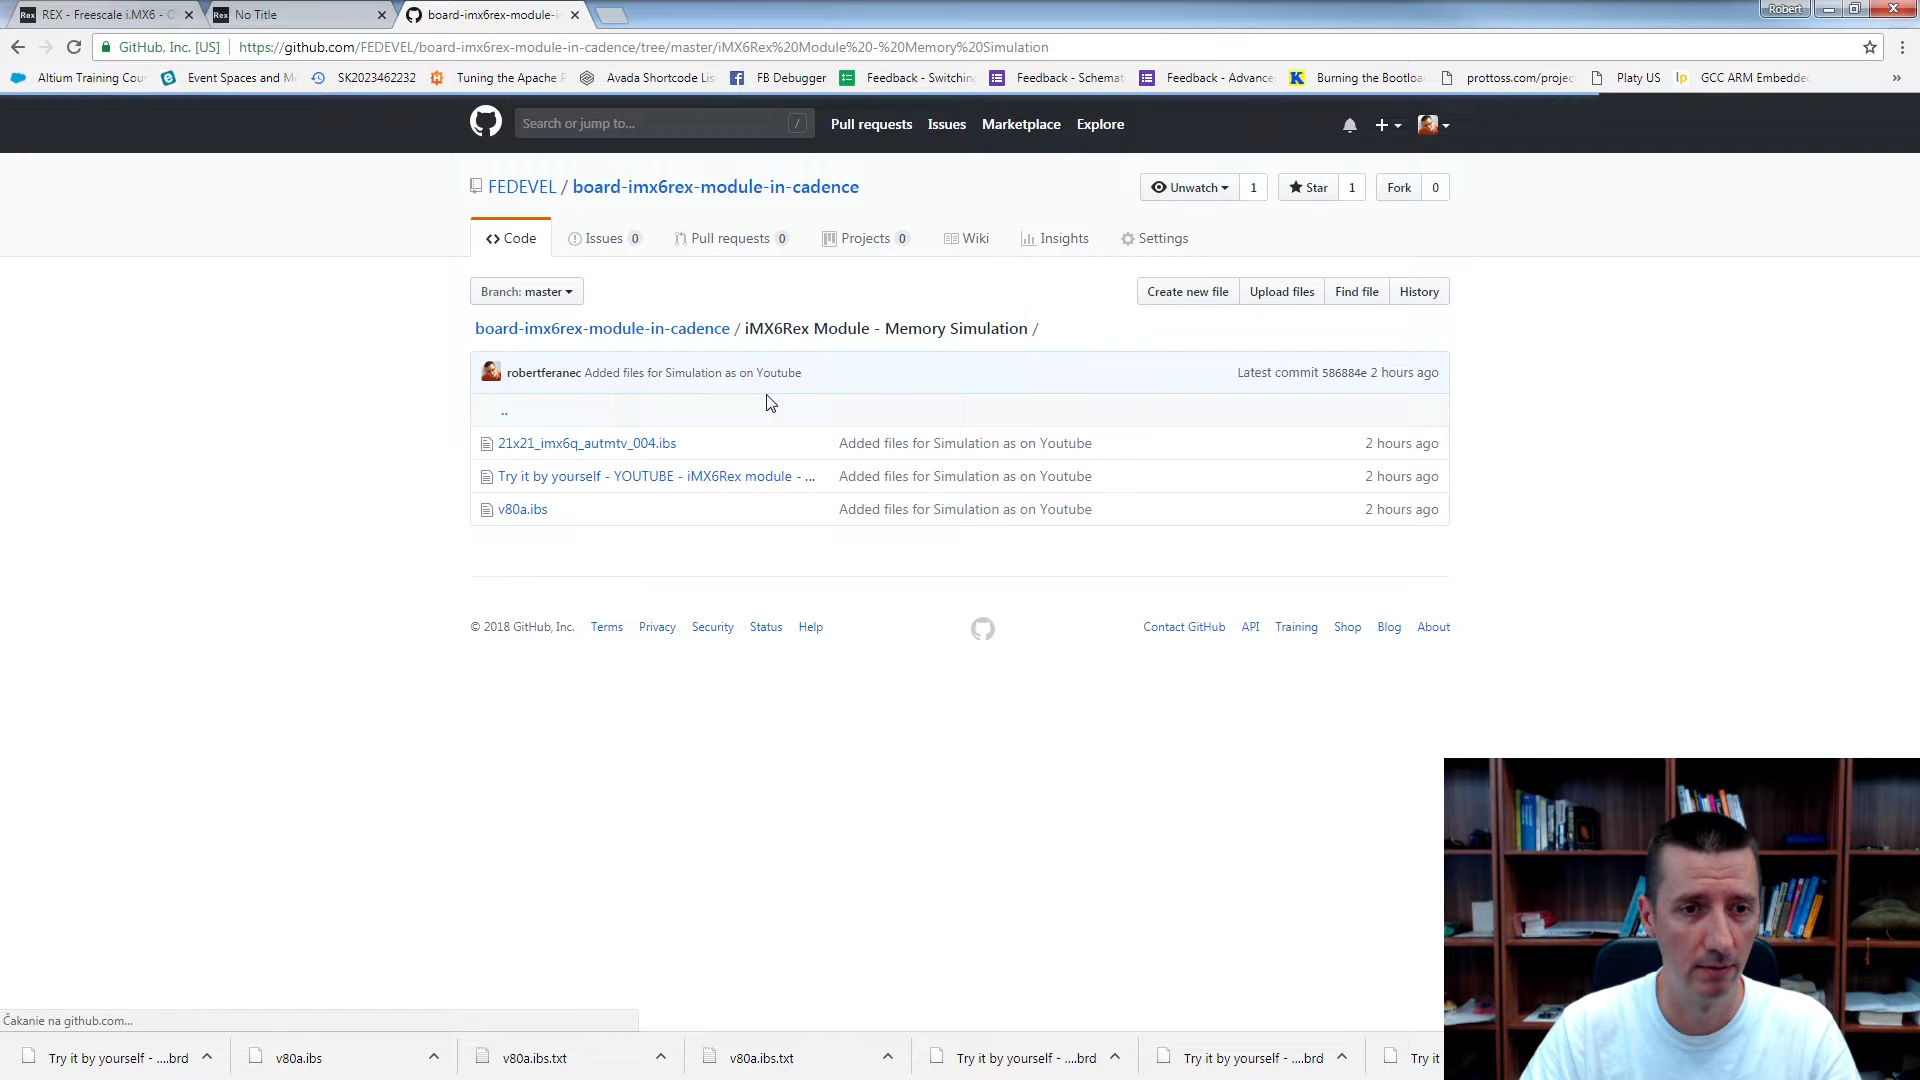 Rex REX - Freescale i.MX6 - O
Rex No Title
board-imx6rex-module-in
Robert
GitHub, Inc. [US]
https://github.com/FEDEVEL/board-imx6rex-module-in-cadence/tree/master/iMX6Rex%20Module%20-%20Memory%20Simulation
Altium Training Cou
Event Spaces and M
SK2023462232
Tuning the Apache P
Avada Shortcode Lis
FB Debugger
Feedback - Switchin
Feedback - Schemat
Feedback - Advance
Burning the Bootloa
prottoss.com/projec
Platy US
GCC ARM Embedde
»
Search or jump to...
/
Pull requests
Issues
Marketplace
Explore
FEDEVEL / board-imx6rex-module-in-cadence
Unwatch 1
Star 1
Fork 0
Code
Issues 0
Pull requests 0
Projects 0
Wiki
Insights
Settings
Branch: master
Create new file
Upload files
Find file
History
board-imx6rex-module-in-cadence / iMX6Rex Module - Memory Simulation /
robertferanec Added files for Simulation as on Youtube
Latest commit 586884e 2 hours ago
..
21x21_imx6q_autmtv_004.ibs Added files for Simulation as on Youtube 2 hours ago
Try it by yourself - YOUTUBE - iMX6Rex module - ... Added files for Simulation as on Youtube 2 hours ago
v80a.ibs Added files for Simulation as on Youtube 2 hours ago
© 2018 GitHub, Inc. Terms Privacy Security Status Help
Contact GitHub API Training Shop Blog About
Čakanie na github.com...
Try it by yourself - ....brd
v80a.ibs
v80a.ibs.txt
v80a.ibs.txt
Try it by yourself - ....brd
Try it by yourself - ....brd
Try it